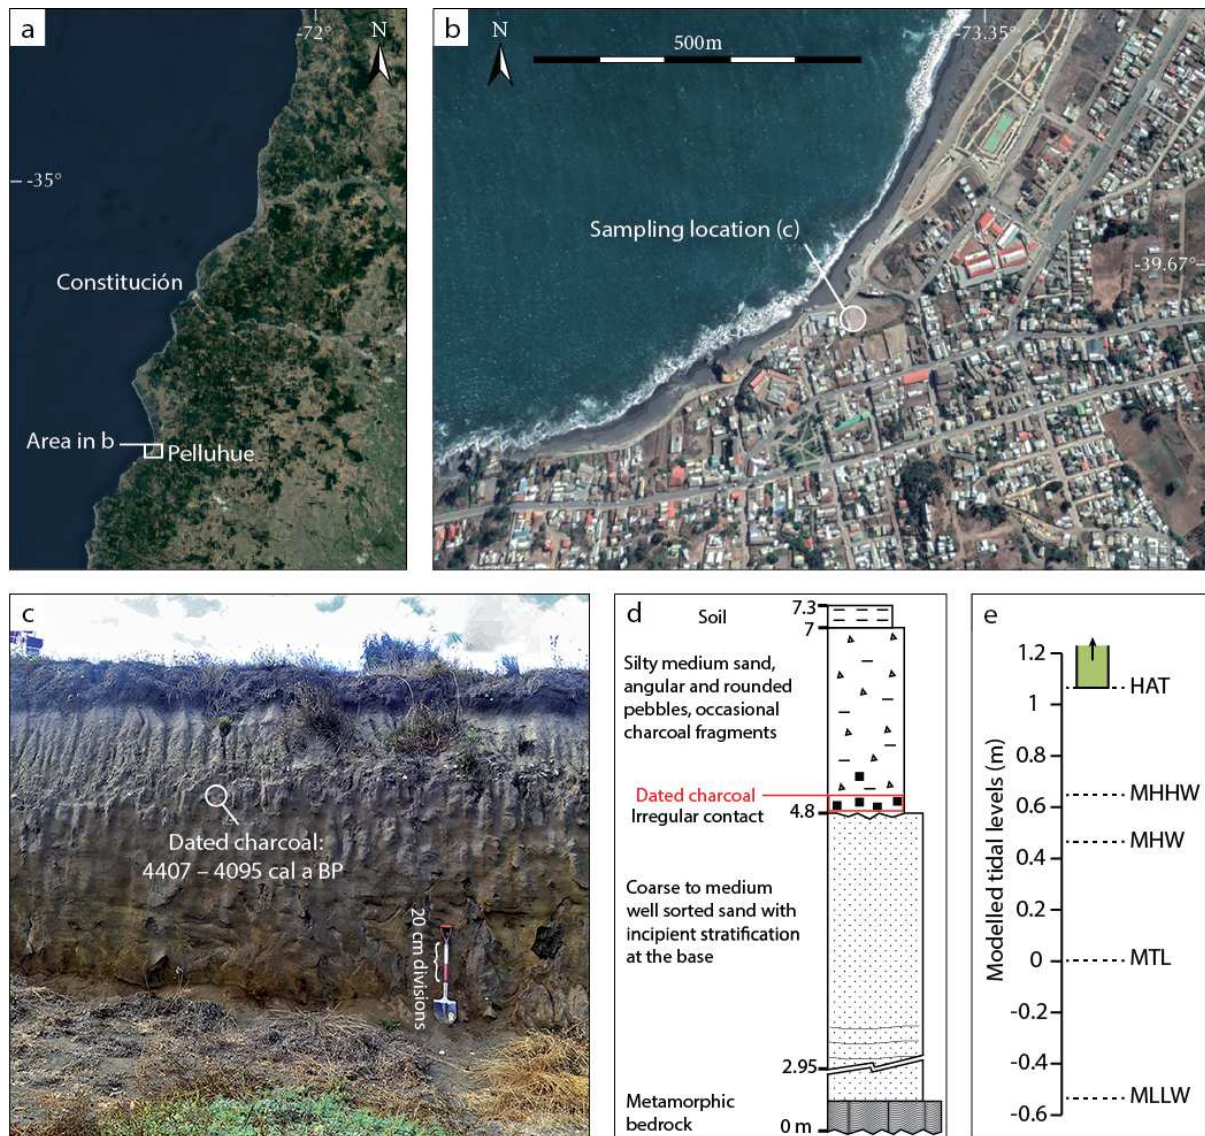 a
-72°
N
-35°
Constitución
Area in b
Pelluhue
b
N
500m
-73.35°
Sampling location (c)
-39.67°
c
Dated charcoal:
4407 – 4095 cal a BP
20 cm divisions
d
7.3
Soil
7
Silty medium sand,
angular and rounded
pebbles, occasional
charcoal fragments
Dated charcoal
Irregular contact
4.8
Coarse to medium
well sorted sand with
incipient stratification
at the base
2.95
Metamorphic
bedrock
0 m
e
Modelled tidal levels (m)
1.2
1
0.8
0.6
0.4
0.2
0
-0.2
-0.4
-0.6
HAT
MHHW
MHW
MTL
MLLW